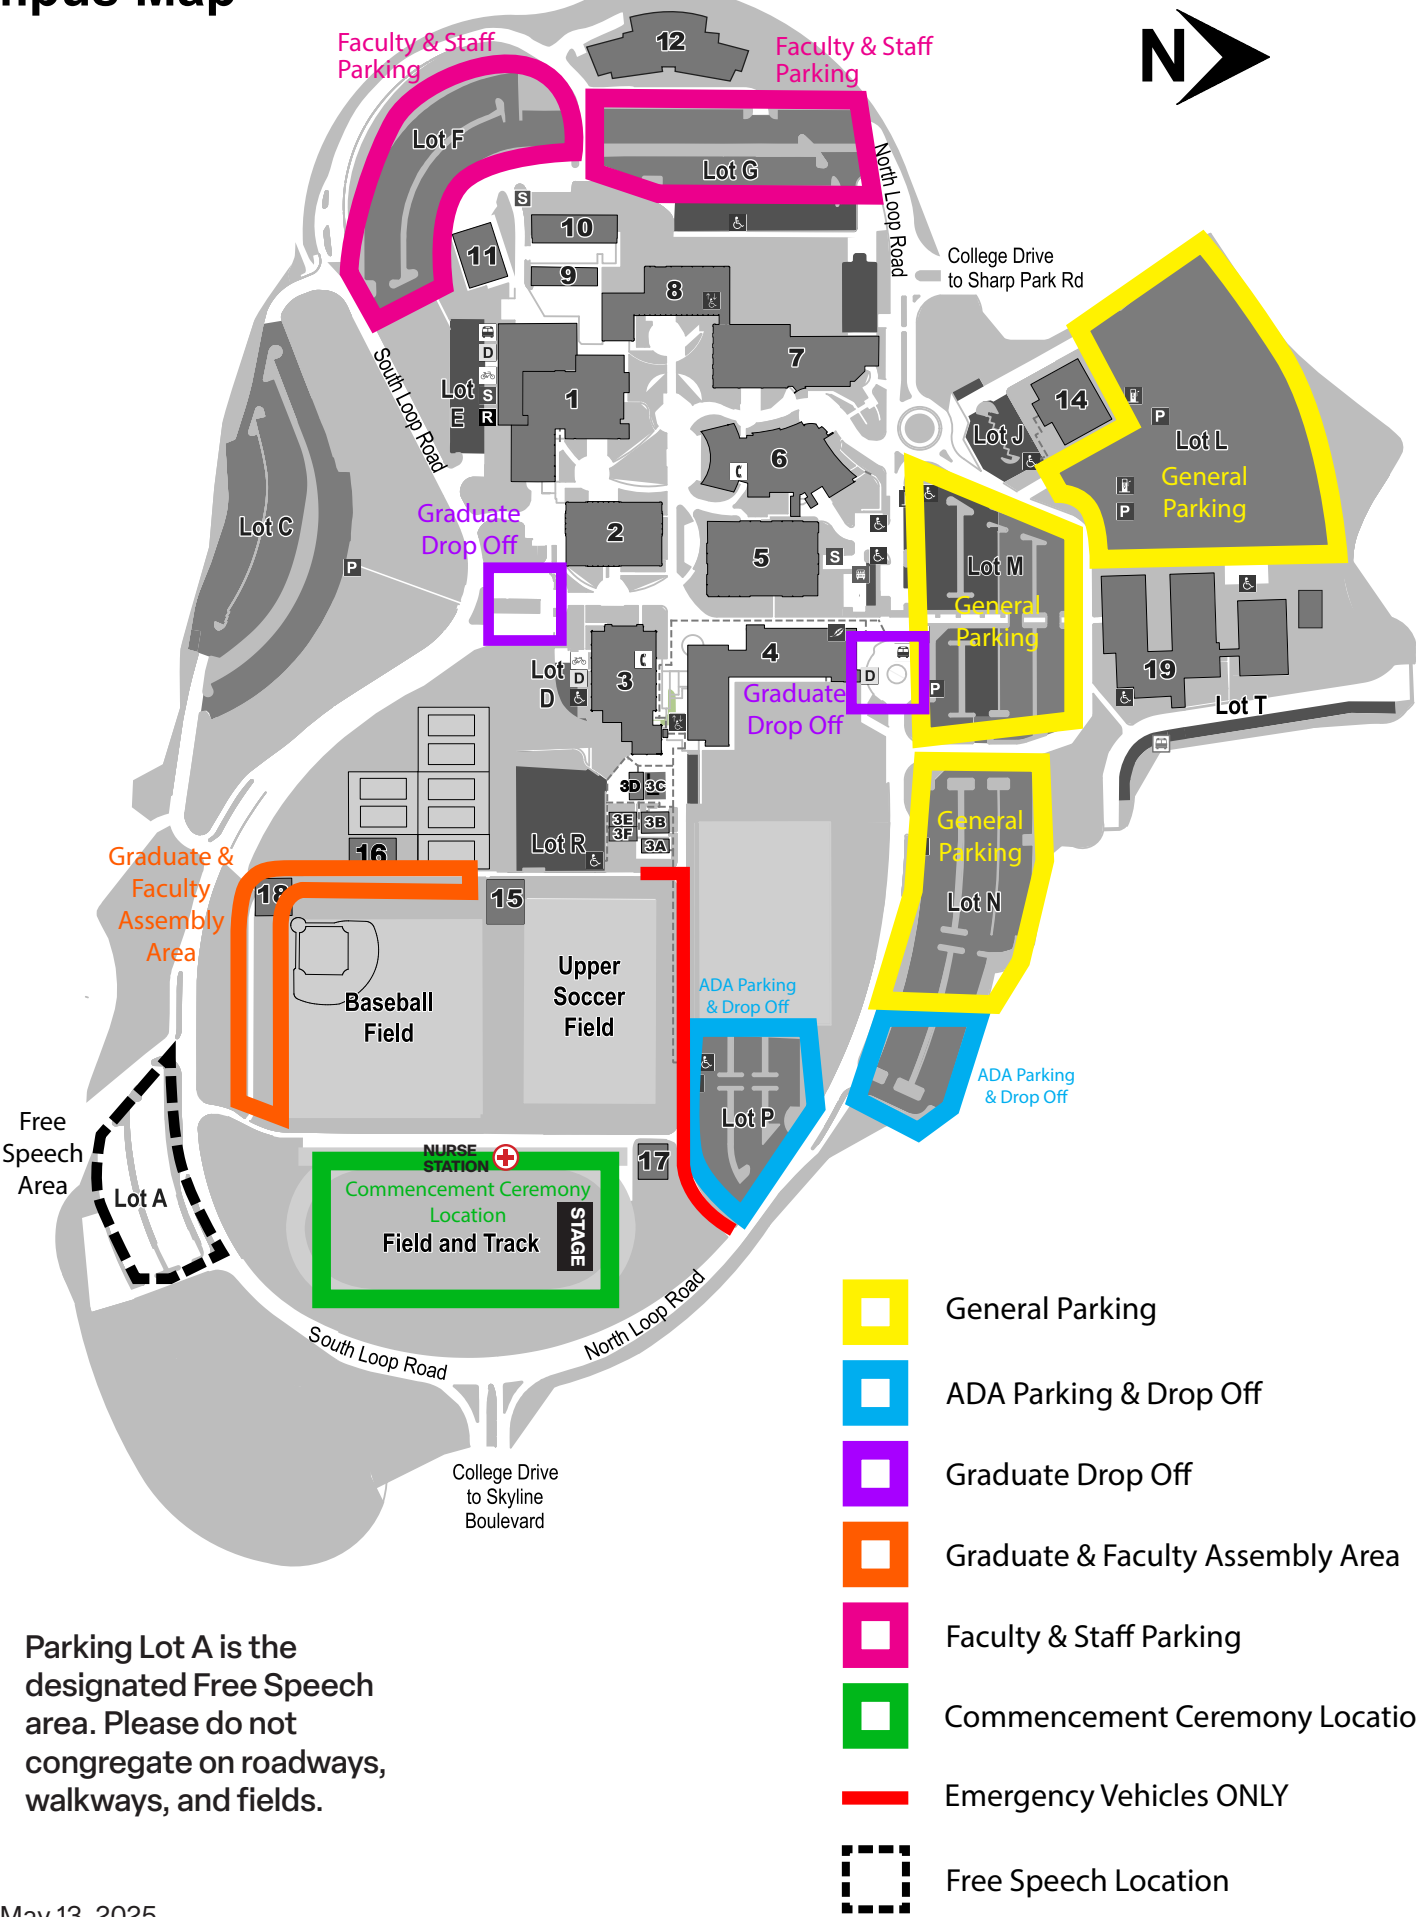 Map
N
Faculty & Staff
Parking
12
Faculty & Staff
Parking
Lot F
Lot G
North Loop Road
S
10
11
9
8
College Drive
to Sharp Park Rd
7
D
Lot
E
S
R
1
South Loop Road
14
P
Lot J
Lot L
General
Parking
P
6
Graduate
Drop Off
Lot C
2
5
S
P
Lot M
General
Parking
Lot
D
D
3
4
D
P
Graduate
Drop Off
19
Lot T
3D
3C
3E
3B
3F
3A
Lot R
General
Parking
Lot N
16
Graduate &
Faculty
Assembly
Area
18
15
Baseball
Field
Upper
Soccer
Field
ADA Parking
& Drop Off
ADA Parking
& Drop Off
Lot P
Free
Speech
Area
Lot A
NURSE
STATION
17
Commencement Ceremony
Location
Field and Track
STAGE
South Loop Road
North Loop Road
College Drive
to Skyline
Boulevard
General Parking
ADA Parking & Drop Off
Graduate Drop Off
Graduate & Faculty Assembly Area
Faculty & Staff Parking
Commencement Ceremony Locatio
Emergency Vehicles ONLY
Free Speech Location
Parking Lot A is the
designated Free Speech
area. Please do not
congregate on roadways,
walkways, and fields.
May 13, 2025